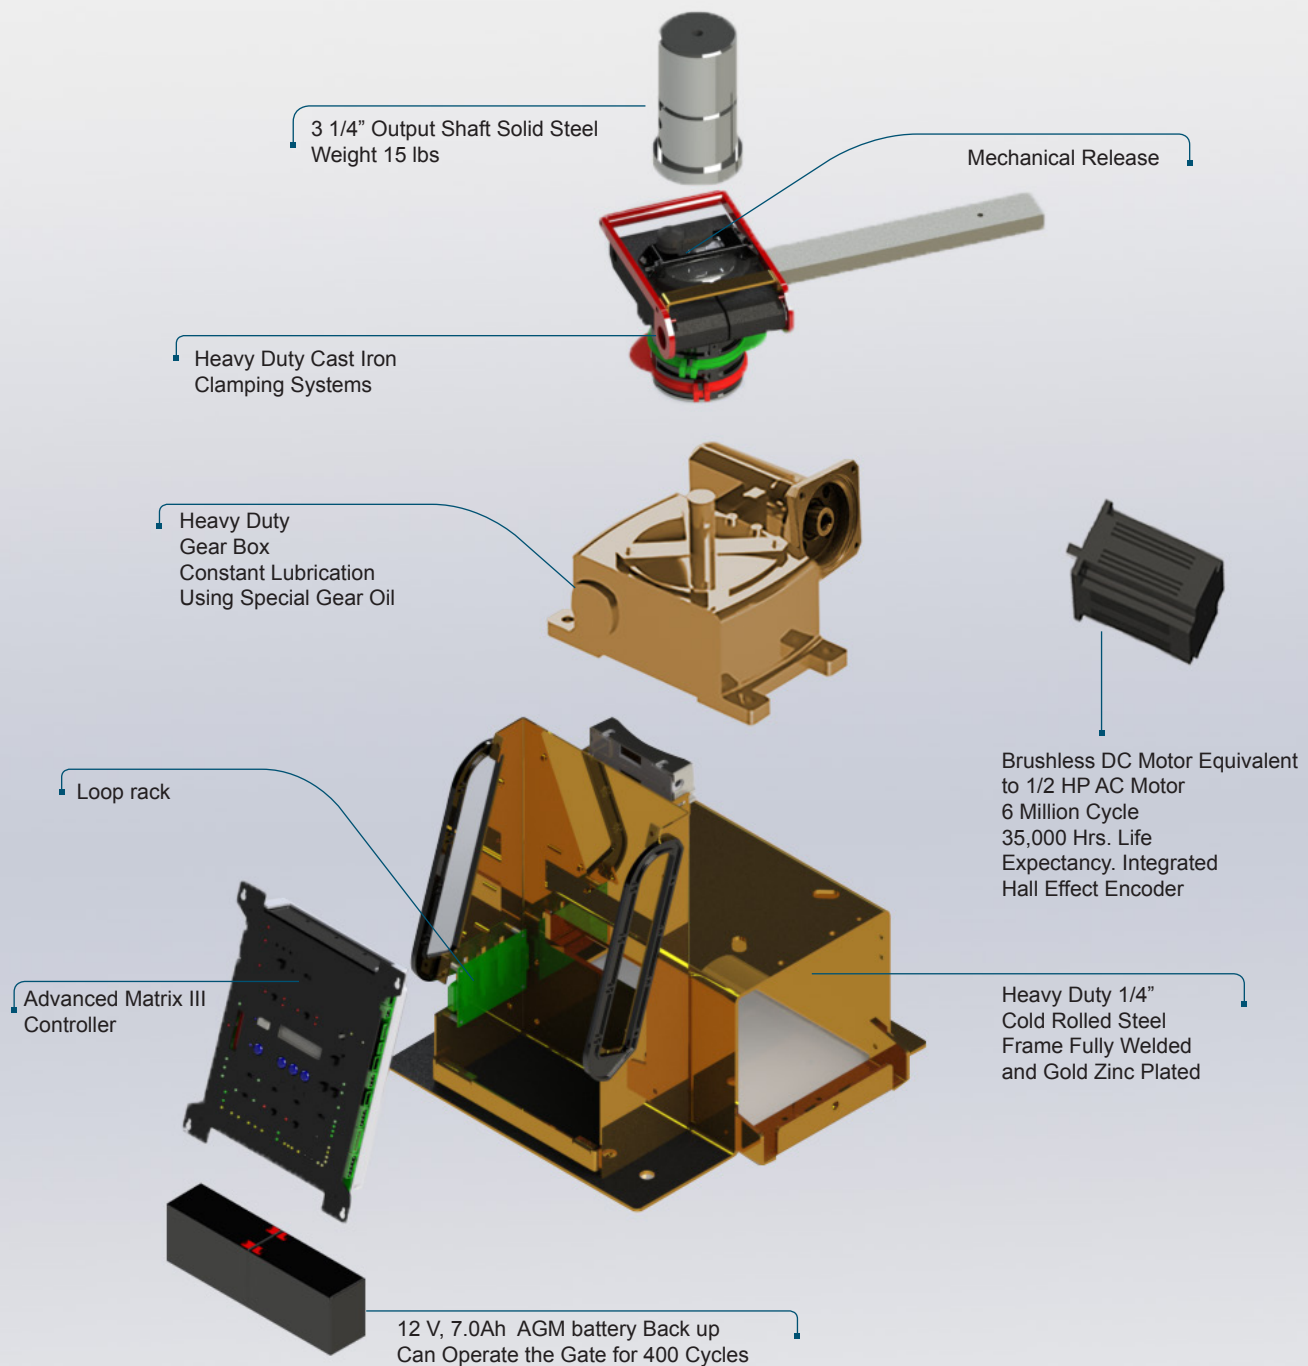 3 1/4” Output Shaft Solid Steel
Weight 15 lbs
Mechanical Release
Heavy Duty Cast Iron
Clamping Systems
Heavy Duty
Gear Box
Constant Lubrication
Using Special Gear Oil
Brushless DC Motor Equivalent
to 1/2 HP AC Motor
6 Million Cycle
35,000 Hrs. Life
Expectancy. Integrated
Hall Effect Encoder
Loop rack
Advanced Matrix III
Controller
Heavy Duty 1/4”
Cold Rolled Steel
Frame Fully Welded
and Gold Zinc Plated
12 V, 7.0Ah AGM battery Back up
Can Operate the Gate for 400 Cycles